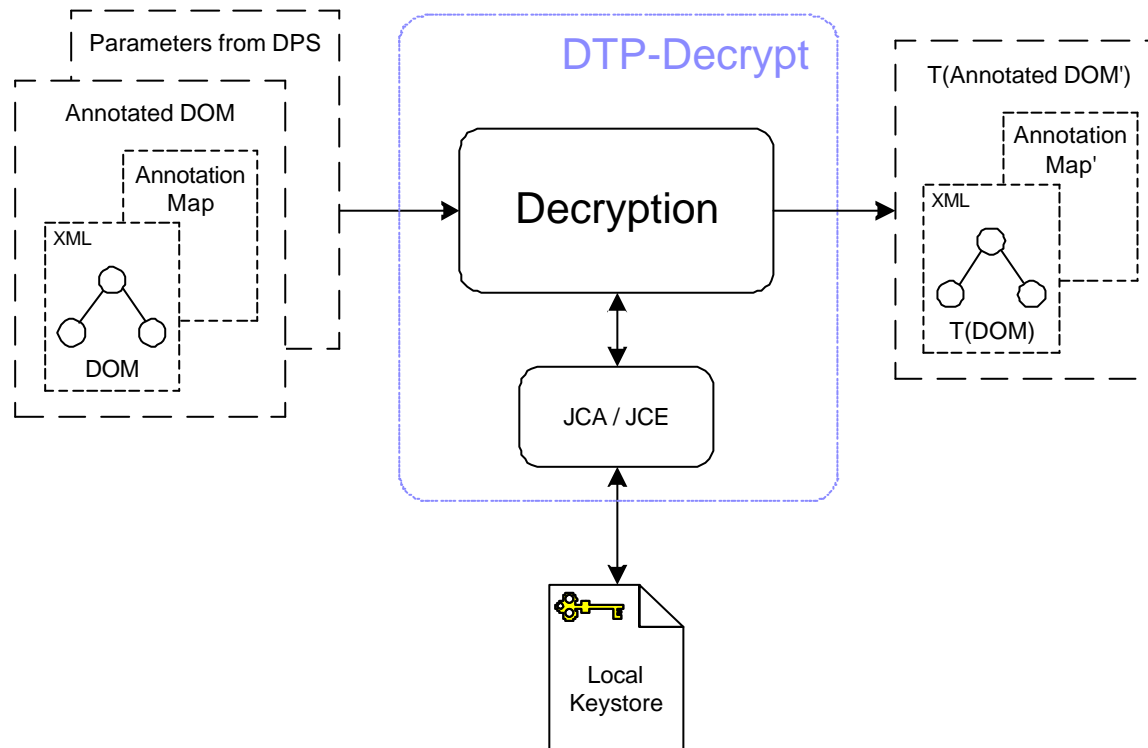 Parameters from DPS
Annotated DOM
Annotation
Map
XML
DOM
DTP-Decrypt
Decryption
JCA / JCE
Local
Keystore
T(Annotated DOM')
Annotation
Map'
XML
T(DOM)